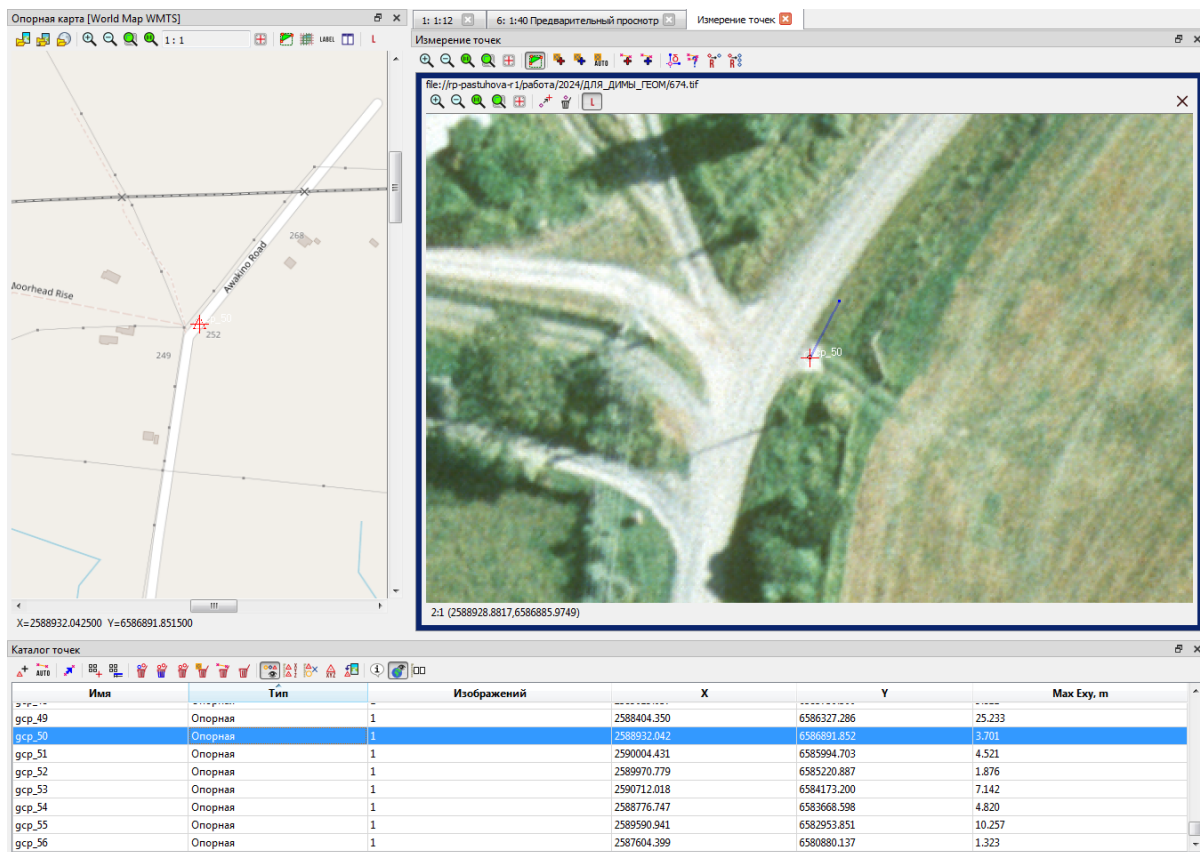 Опорная карта [World Map WMTS]
1:1
LABEL
L
268
Awakino Road
Moorhead Rise
252
249
X=2588932.042500 Y=6586891.851500
1: 1:12
6: 1:40 Предварительный просмотр
Измерение точек
Измерение точек
AUTO
file://rp-pastuhova-r1/работа/2024/ДЛЯ_ДИМЫ_ГЕОМ/674.tif
L
gcp_50
2:1 (2588928.8817,6586885.9749)
Каталог точек
AUTO
XYZ
Имя Тип Изображений X Y Max Exy, m
gcp_49 Опорная 1 2588404.350 6586327.286 25.233
gcp_50 Опорная 1 2588932.042 6586891.852 3.701
gcp_51 Опорная 1 2590004.431 6585994.703 4.521
gcp_52 Опорная 1 2589970.779 6585220.887 1.876
gcp_53 Опорная 1 2590712.018 6584173.200 7.142
gcp_54 Опорная 1 2588776.747 6583668.598 4.820
gcp_55 Опорная 1 2589590.941 6582953.851 10.257
gcp_56 Опорная 1 2587604.399 6580880.137 1.323